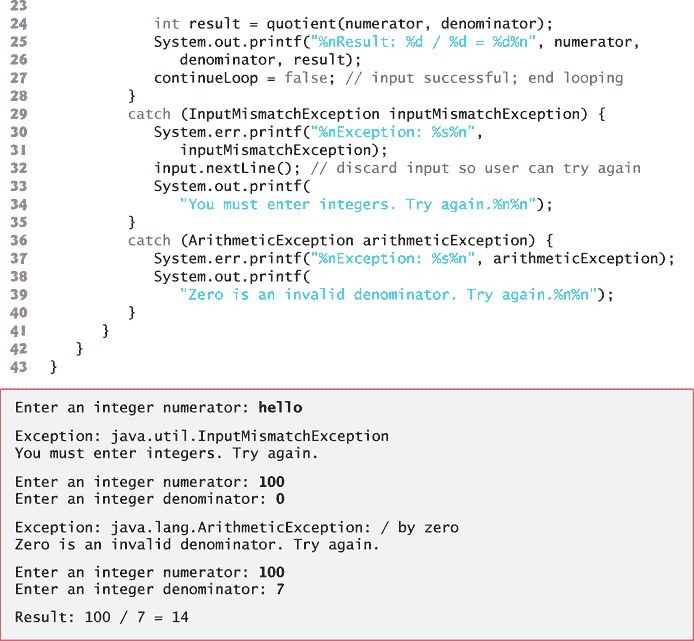 23
24 int result = quotient(numerator, denominator);
25 System.out.printf("%nResult: %d / %d = %d%n", numerator,
26 denominator, result);
27 continueLoop = false; // input successful; end looping
28 }
29 catch (InputMismatchException inputMismatchException) {
30 System.err.printf("%nException: %s%n",
31 inputMismatchException);
32 input.nextLine(); // discard input so user can try again
33 System.out.printf(
34 "You must enter integers. Try again.%n%n");
35 }
36 catch (ArithmeticException arithmeticException) {
37 System.err.printf("%nException: %s%n", arithmeticException);
38 System.out.printf(
39 "Zero is an invalid denominator. Try again.%n%n");
40 }
41 }
42 }
43 }
Enter an integer numerator: hello
Exception: java.util.InputMismatchException
You must enter integers. Try again.
Enter an integer numerator: 100
Enter an integer denominator: 0
Exception: java.lang.ArithmeticException: / by zero
Zero is an invalid denominator. Try again.
Enter an integer numerator: 100
Enter an integer denominator: 7
Result: 100 / 7 = 14